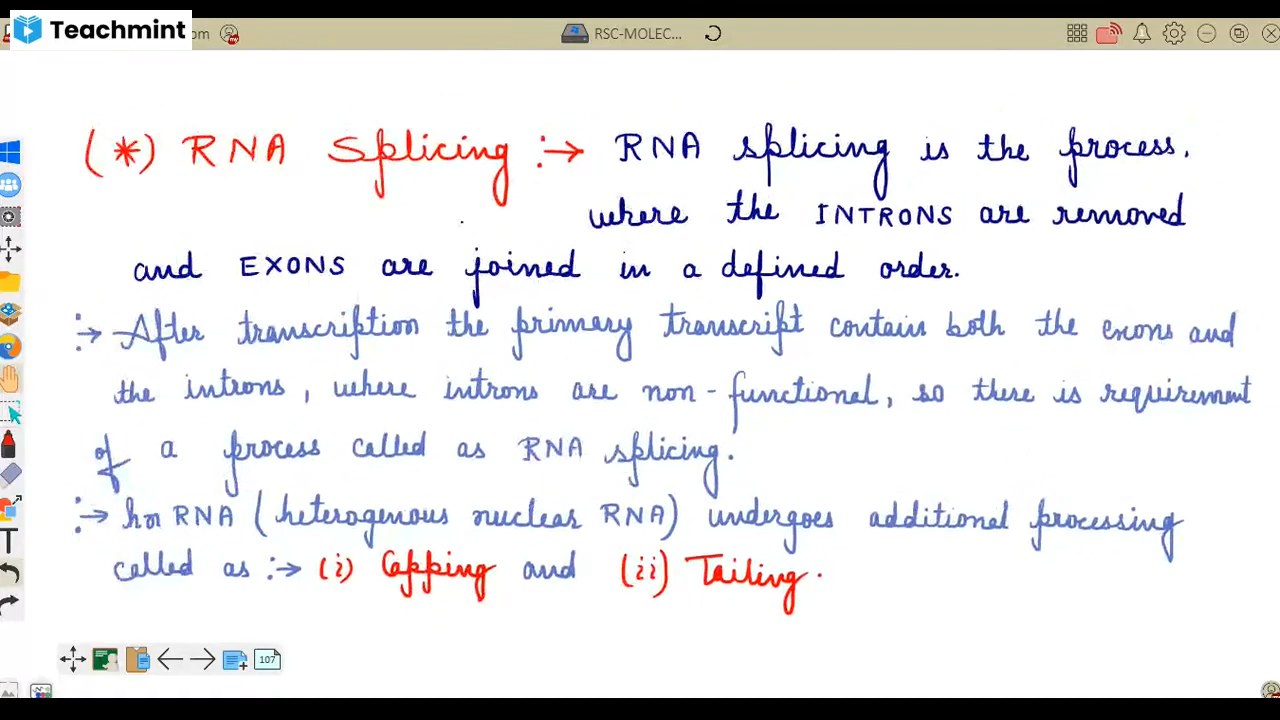 Teachmint
om
RSC-MOLEC...
(*) RNA Splicing :→ RNA splicing is the process,
where the INTRONS are removed
and EXONS are joined in a defined order.
:→ After transcription the primary transcript contain both the exons and
the introns, where introns are non-functional, so there is requirement
of a process called as RNA splicing.
:→ hnRNA (heterogenous nuclear RNA) undergoes additional processing
called as :→ (i) Capping and (ii) Tailing.
T
107